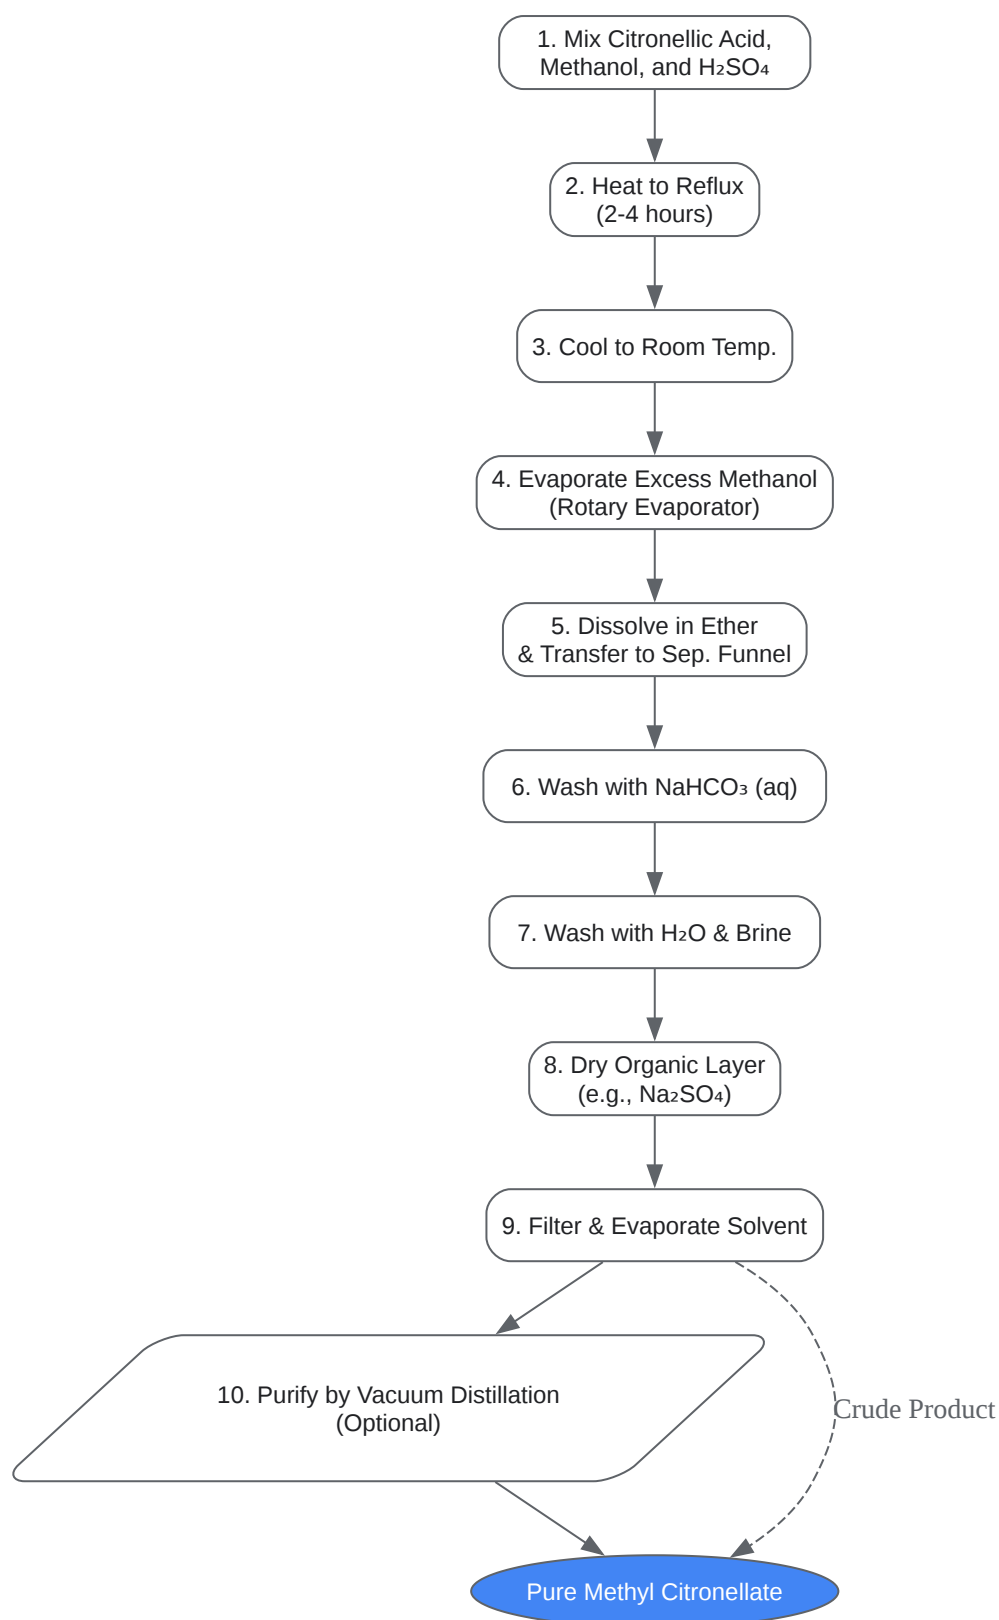 1. Mix Citronellic Acid,
Methanol, and H₂SO₄
2. Heat to Reflux
(2-4 hours)
3. Cool to Room Temp.
4. Evaporate Excess Methanol
(Rotary Evaporator)
5. Dissolve in Ether
& Transfer to Sep. Funnel
6. Wash with NaHCO₃ (aq)
7. Wash with H₂O & Brine
8. Dry Organic Layer
(e.g., Na₂SO₄)
9. Filter & Evaporate Solvent
10. Purify by Vacuum Distillation
(Optional)
Crude Product
Pure Methyl Citronellate